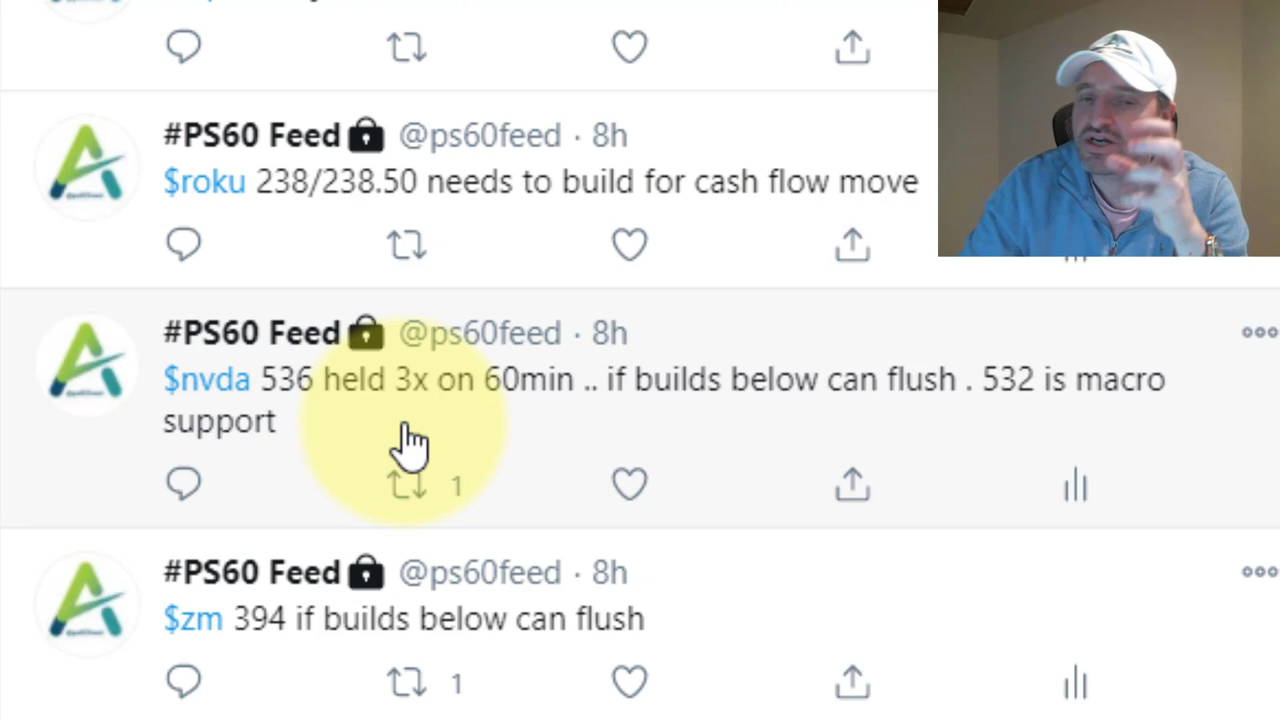 #PS60 Feed @ps60feed · 8h
$roku 238/238.50 needs to build for cash flow move
#PS60 Feed @ps60feed · 8h
$nvda 536 held 3x on 60min .. if builds below can flush . 532 is macro
support
1
#PS60 Feed @ps60feed · 8h
$zm 394 if builds below can flush
1